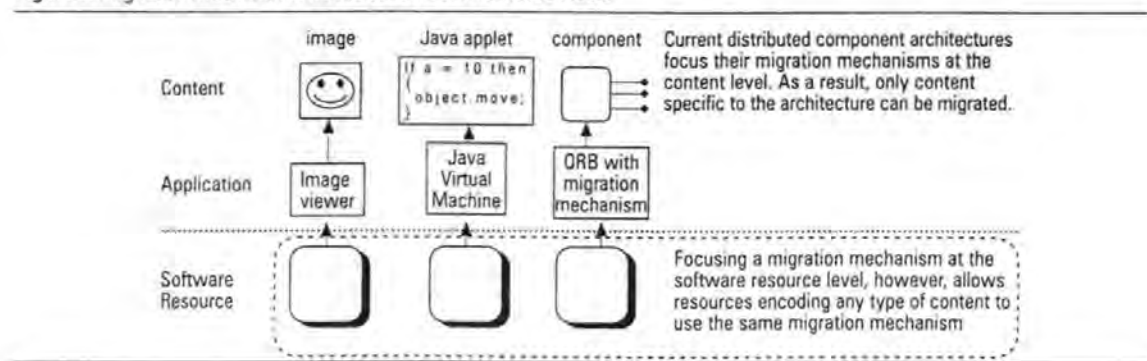 image Java applet component
Current distributed component architectures
focus their migration mechanisms at the
content level. As a result, only content
specific to the architecture can be migrated.
Content
If a = 10 then
{
object.move;
}
Application
Image
viewer
Java
Virtual
Machine
ORB with
migration
mechanism
Software
Resource
Focusing a migration mechanism at the
software resource level, however, allows
resources encoding any type of content to
use the same migration mechanism